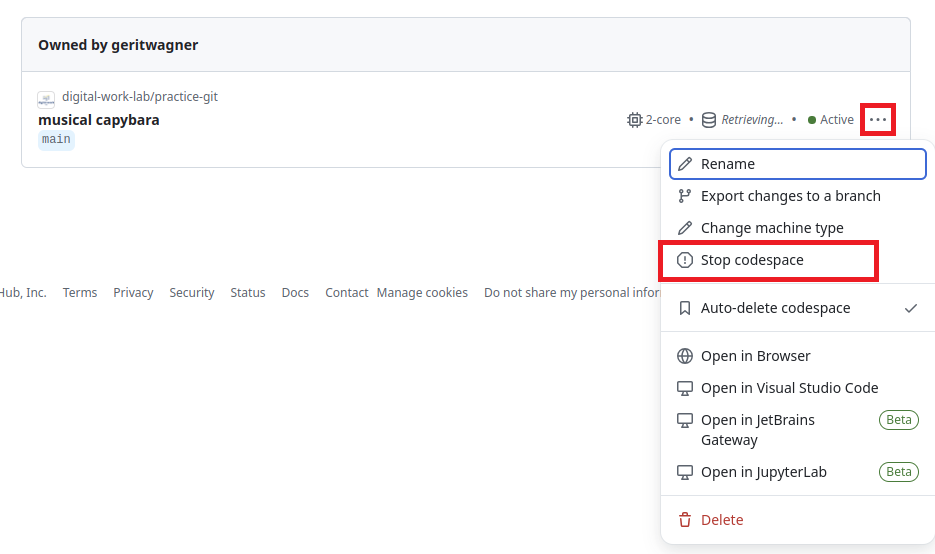 Owned by geritwagner
digital-work-lab/practice-git
musical capybara
2-core • Retrieving... • Active ...
main
Rename
Export changes to a branch
Change machine type
Stop codespace
Hub, Inc. Terms Privacy Security Status Docs Contact Manage cookies Do not share my personal infor
Auto-delete codespace
Open in Browser
Open in Visual Studio Code
Open in JetBrains Beta
Gateway
Open in JupyterLab Beta
Delete